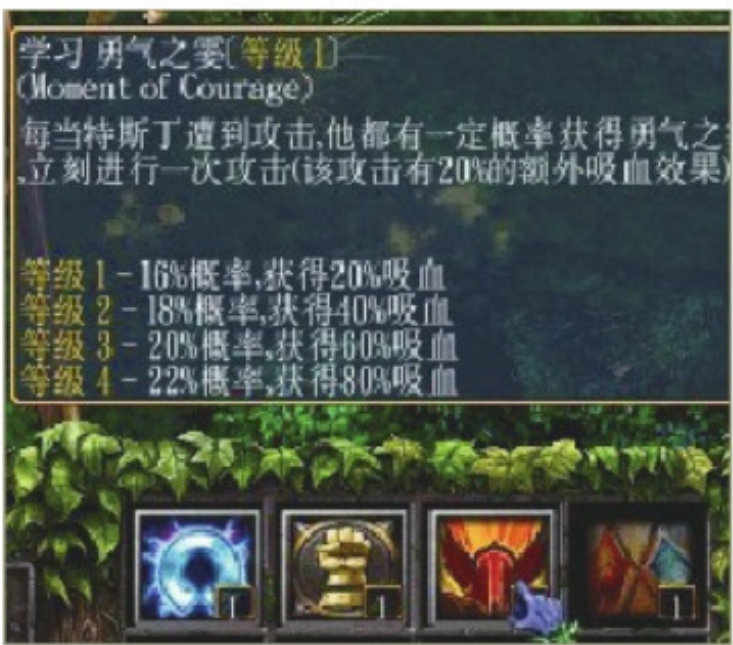 学习 勇气之霎[等级 1]
(Moment of Courage)
每当特斯丁遭到攻击,他都有一定概率获得勇气之
,立刻进行一次攻击(该攻击有20%的额外吸血效果)
等级 1 - 16%概率,获得20%吸血
等级 2 - 18%概率,获得40%吸血
等级 3 - 20%概率,获得60%吸血
等级 4 - 22%概率,获得80%吸血
1 1 1